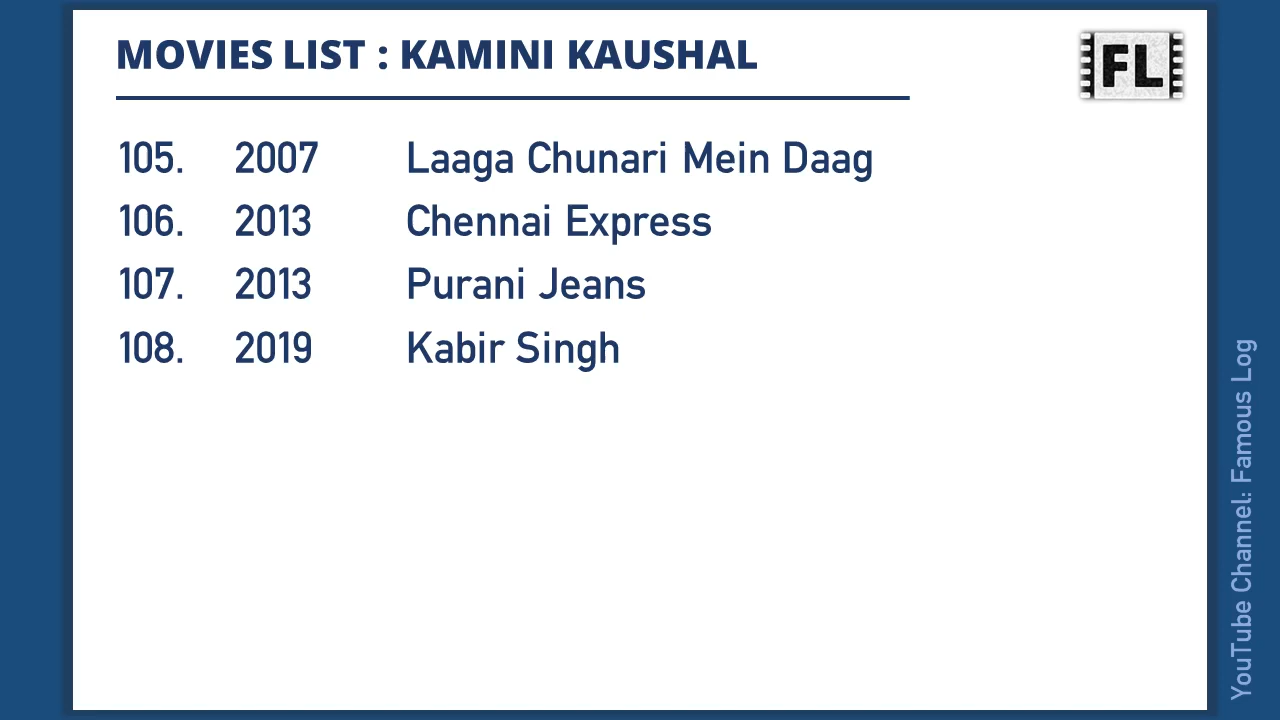 MOVIES LIST : KAMINI KAUSHAL
FL
105. 2007 Laaga Chunari Mein Daag
106. 2013 Chennai Express
107. 2013 Purani Jeans
108. 2019 Kabir Singh
YouTube Channel: Famous Log